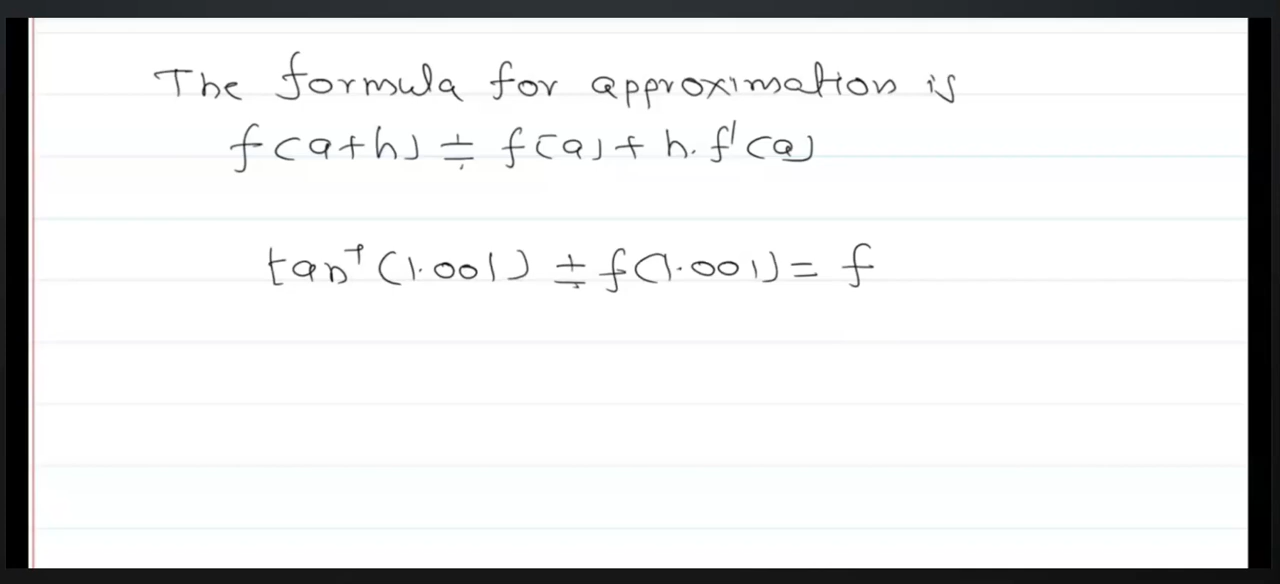 The formula for approximation is
f(a+h) ≑ f(a) + h. f'(a)
tan⁻¹ (1.001) ≑ f(1.001) = f